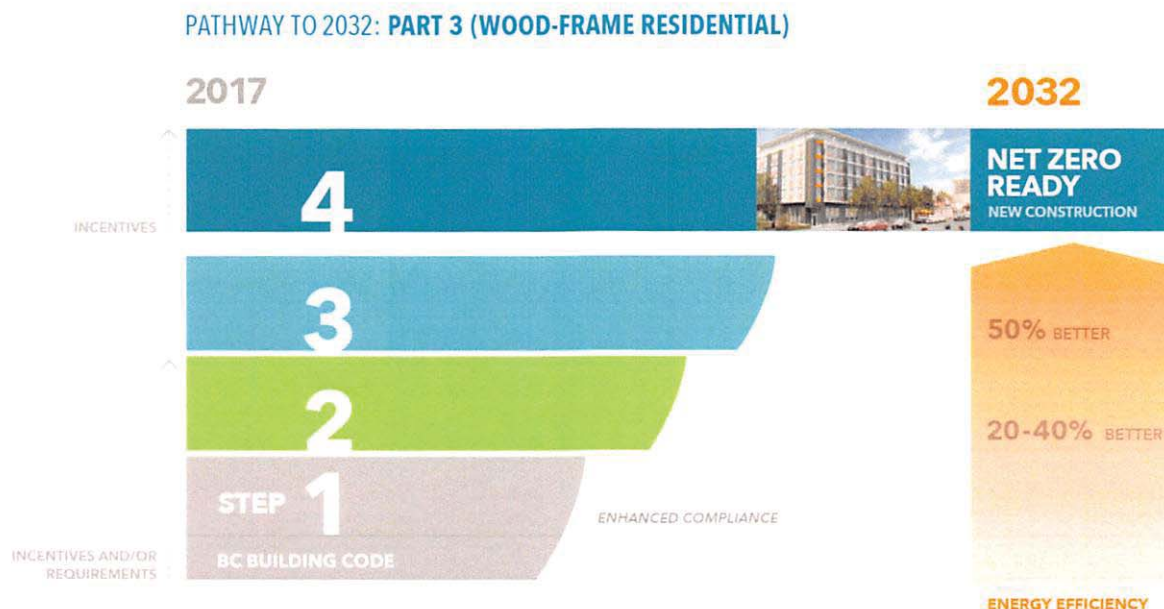 PATHWAY TO 2032: PART 3 (WOOD-FRAME RESIDENTIAL)
2017
2032
4
NET ZERO
READY
NEW CONSTRUCTION
INCENTIVES
3
50% BETTER
2
20-40% BETTER
STEP 1
ENHANCED COMPLIANCE
BC BUILDING CODE
INCENTIVES AND/OR
REQUIREMENTS
ENERGY EFFICIENCY